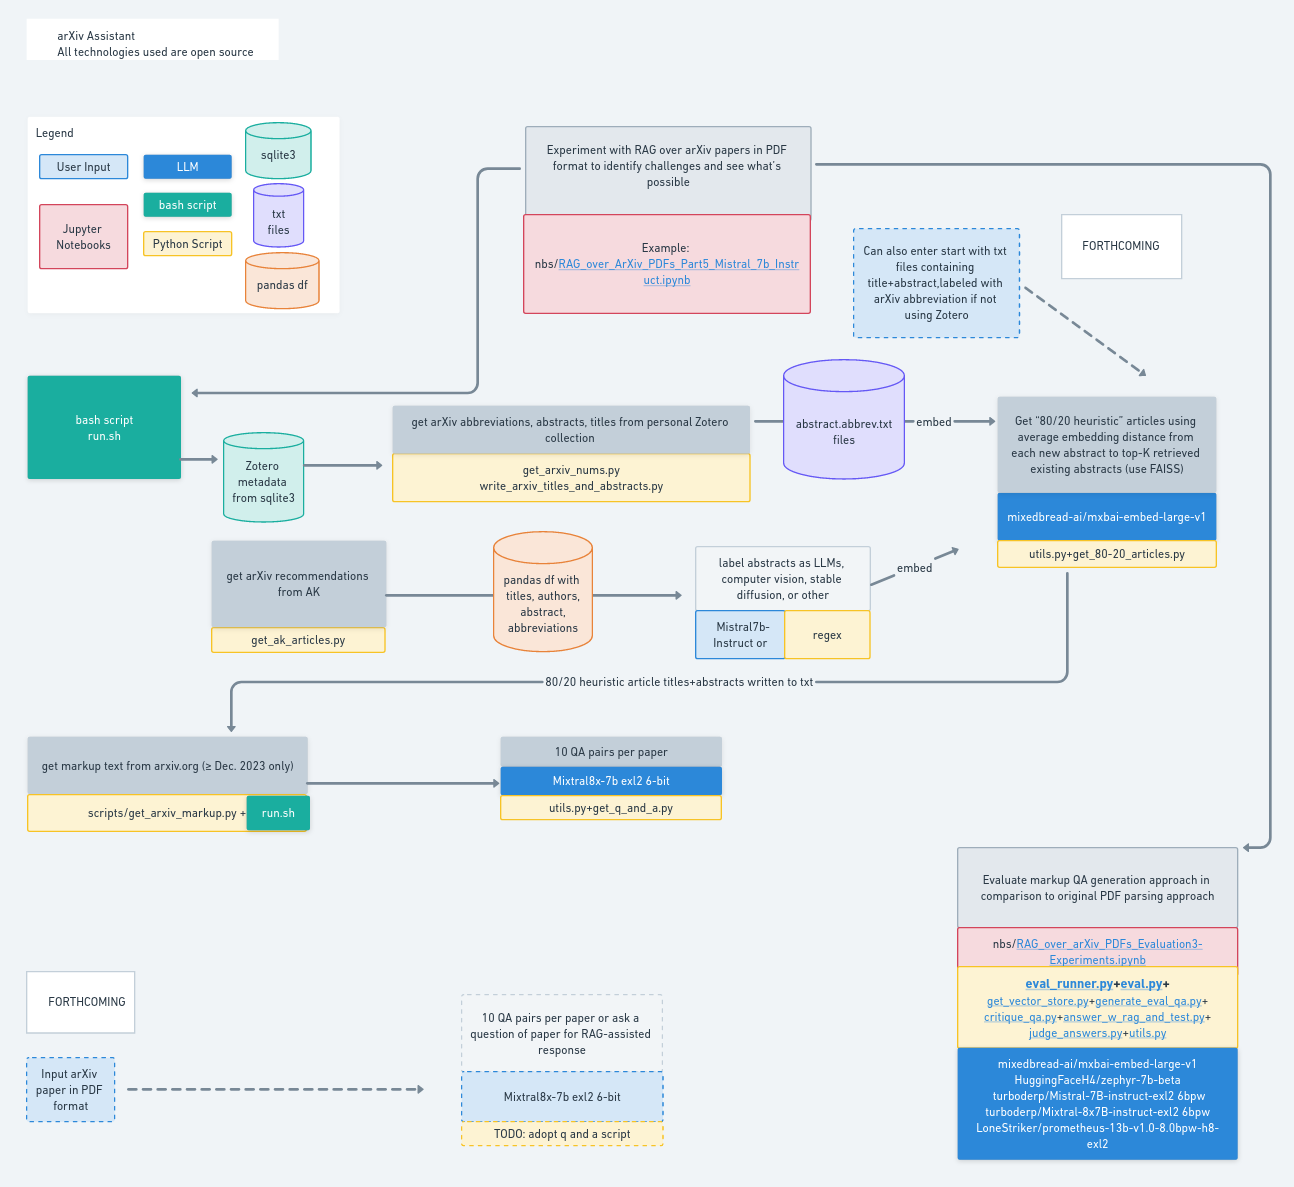 arXiv Assistant
All technologies used are open source
Legend
User Input
LLM
sqlite3
bash script
txt
files
Jupyter
Notebooks
Python Script
pandas df
Experiment with RAG over arXiv papers in PDF
format to identify challenges and see what's
possible
Example:
nbs/RAG_over_ArXiv_PDFs_Part5_Mistral_7b_Instr
uct.ipynb
Can also enter start with txt
files containing
title+abstract,labeled with
arXiv abbreviation if not
using Zotero
FORTHCOMING
bash script
run.sh
Zotero
metadata
from sqlite3
get arXiv abbreviations, abstracts, titles from personal Zotero
collection
get_arxiv_nums.py
write_arxiv_titles_and_abstracts.py
abstract.abbrev.txt
files
embed
Get "80/20 heuristic" articles using
average embedding distance from
each new abstract to top-K retrieved
existing abstracts (use FAISS)
mixedbread-ai/mxbai-embed-large-v1
utils.py+get_80-20_articles.py
get arXiv recommendations
from AK
get_ak_articles.py
pandas df with
titles, authors,
abstract,
abbreviations
label abstracts as LLMs,
computer vision, stable
diffusion, or other
Mistral7b-
Instruct or
regex
embed
80/20 heuristic article titles+abstracts written to txt
get markup text from arxiv.org (≥ Dec. 2023 only)
scripts/get_arxiv_markup.py +
run.sh
10 QA pairs per paper
Mixtral8x-7b exl2 6-bit
utils.py+get_q_and_a.py
Evaluate markup QA generation approach in
comparison to original PDF parsing approach
nbs/RAG_over_arXiv_PDFs_Evaluation3-
Experiments.ipynb
eval_runner.py+eval.py+
get_vector_store.py+generate_eval_qa.py+
critique_qa.py+answer_w_rag_and_test.py+
judge_answers.py+utils.py
mixedbread-ai/mxbai-embed-large-v1
HuggingFaceH4/zephyr-7b-beta
turboderp/Mistral-7B-instruct-exl2 6bpw
turboderp/Mixtral-8x7B-instruct-exl2 6bpw
LoneStriker/prometheus-13b-v1.0-8.0bpw-h8-
exl2
FORTHCOMING
Input arXiv
paper in PDF
format
10 QA pairs per paper or ask a
question of paper for RAG-assisted
response
Mixtral8x-7b exl2 6-bit
TODO: adopt q and a script